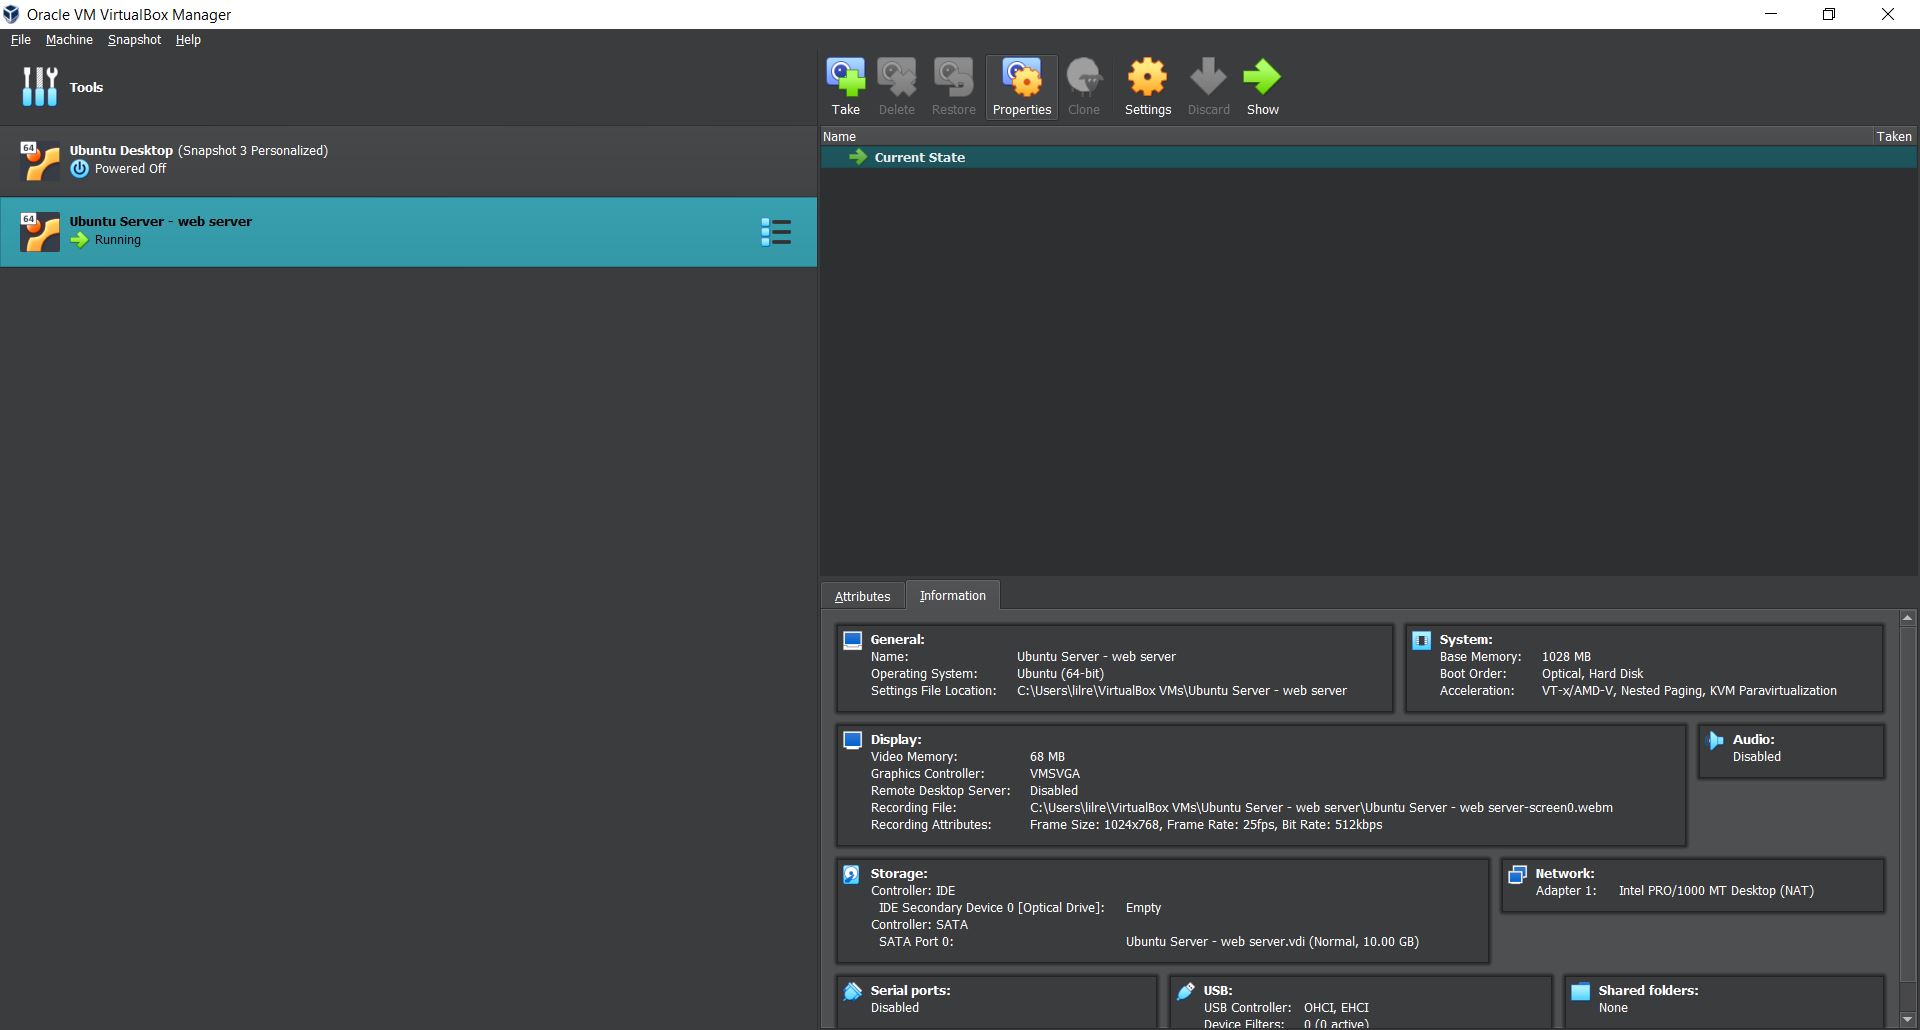 Oracle VM VirtualBox Manager
File Machine Snapshot Help
Tools
Take Delete Restore Properties Clone Settings Discard Show
64
Ubuntu Desktop (Snapshot 3 Personalized)
Powered Off
64
Ubuntu Server - web server
Running
Name Taken
Current State
Attributes Information
General:
Name: Ubuntu Server - web server
Operating System: Ubuntu (64-bit)
Settings File Location: C:\Users\lilre\VirtualBox VMs\Ubuntu Server - web server
System:
Base Memory: 1028 MB
Boot Order: Optical, Hard Disk
Acceleration: VT-x/AMD-V, Nested Paging, KVM Paravirtualization
Display:
Video Memory: 68 MB
Graphics Controller: VMSVGA
Remote Desktop Server: Disabled
Recording File: C:\Users\lilre\VirtualBox VMs\Ubuntu Server - web server\Ubuntu Server - web server-screen0.webm
Recording Attributes: Frame Size: 1024x768, Frame Rate: 25fps, Bit Rate: 512kbps
Audio:
Disabled
Storage:
Controller: IDE
IDE Secondary Device 0 [Optical Drive]: Empty
Controller: SATA
SATA Port 0: Ubuntu Server - web server.vdi (Normal, 10.00 GB)
Network:
Adapter 1: Intel PRO/1000 MT Desktop (NAT)
Serial ports:
Disabled
USB:
USB Controller: OHCI, EHCI
Device Filters: 0 (0 active)
Shared folders:
None